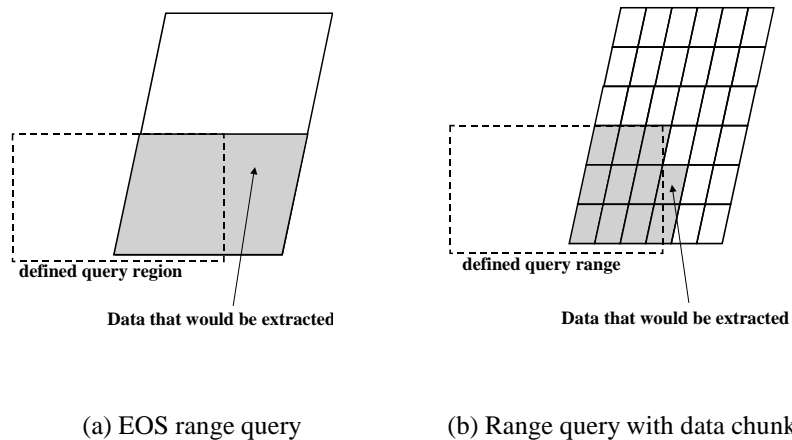 defined query region
Data that would be extracted
(a) EOS range query
defined query range
Data that would be extracted
(b) Range query with data chunk